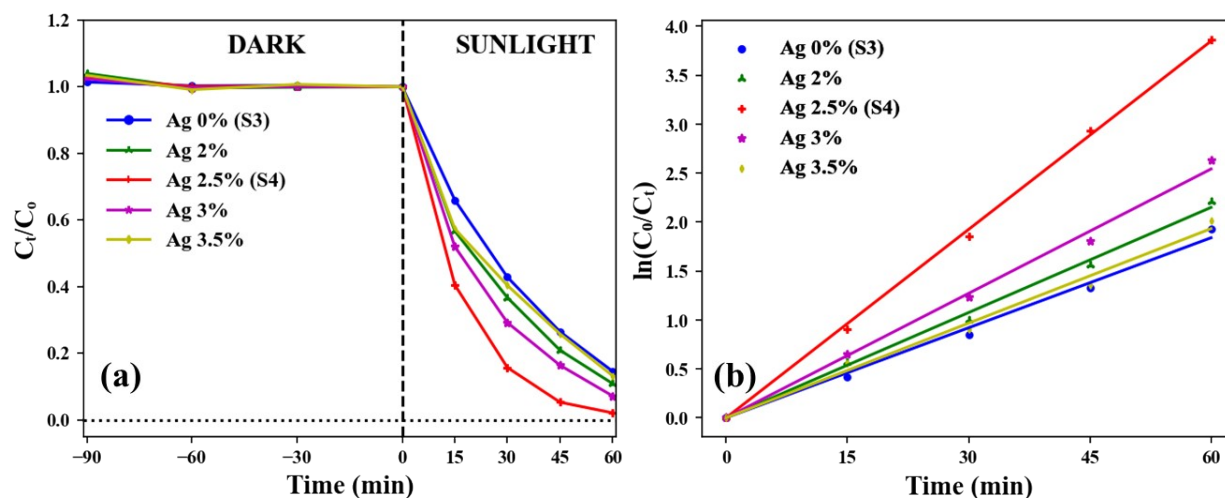 1.2
1.0
0.8
0.6
0.4
0.2
0.0
Ct/Co
DARK
SUNLIGHT
Ag 0% (S3)
Ag 2%
Ag 2.5% (S4)
Ag 3%
Ag 3.5%
(a)
−90 −60 −30 0 15 30 45 60
Time (min)
4.0
3.5
3.0
2.5
2.0
1.5
1.0
0.5
0.0
ln(C0/Ct)
Ag 0% (S3)
Ag 2%
Ag 2.5% (S4)
Ag 3%
Ag 3.5%
(b)
0 15 30 45 60
Time (min)